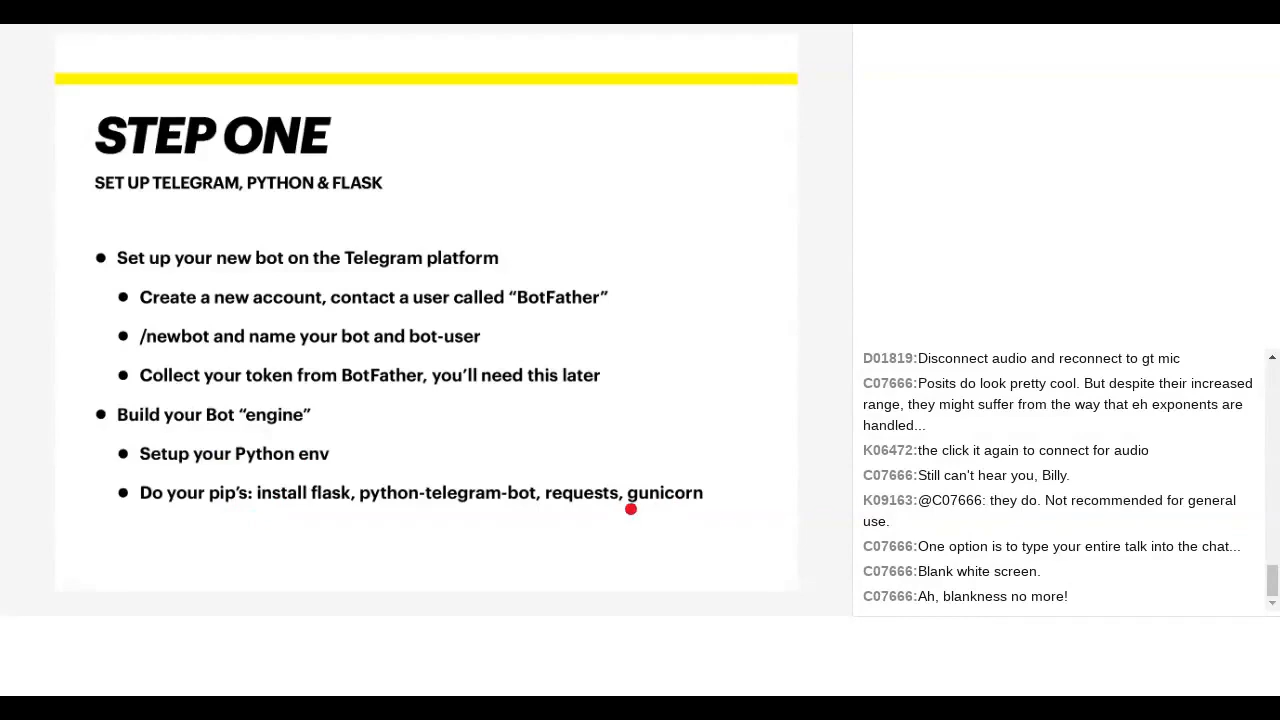 STEP ONE
SET UP TELEGRAM, PYTHON & FLASK
● Set up your new bot on the Telegram platform
● Create a new account, contact a user called “BotFather”
● /newbot and name your bot and bot-user
● Collect your token from BotFather, you’ll need this later
● Build your Bot “engine”
● Setup your Python env
● Do your pip’s: install flask, python-telegram-bot, requests, gunicorn
D01819:Disconnect audio and reconnect to gt mic
C07666:Posits do look pretty cool. But despite their increased
range, they might suffer from the way that eh exponents are
handled...
K06472:the click it again to connect for audio
C07666:Still can't hear you, Billy.
K09163:@C07666: they do. Not recommended for general
use.
C07666:One option is to type your entire talk into the chat...
C07666:Blank white screen.
C07666:Ah, blankness no more!